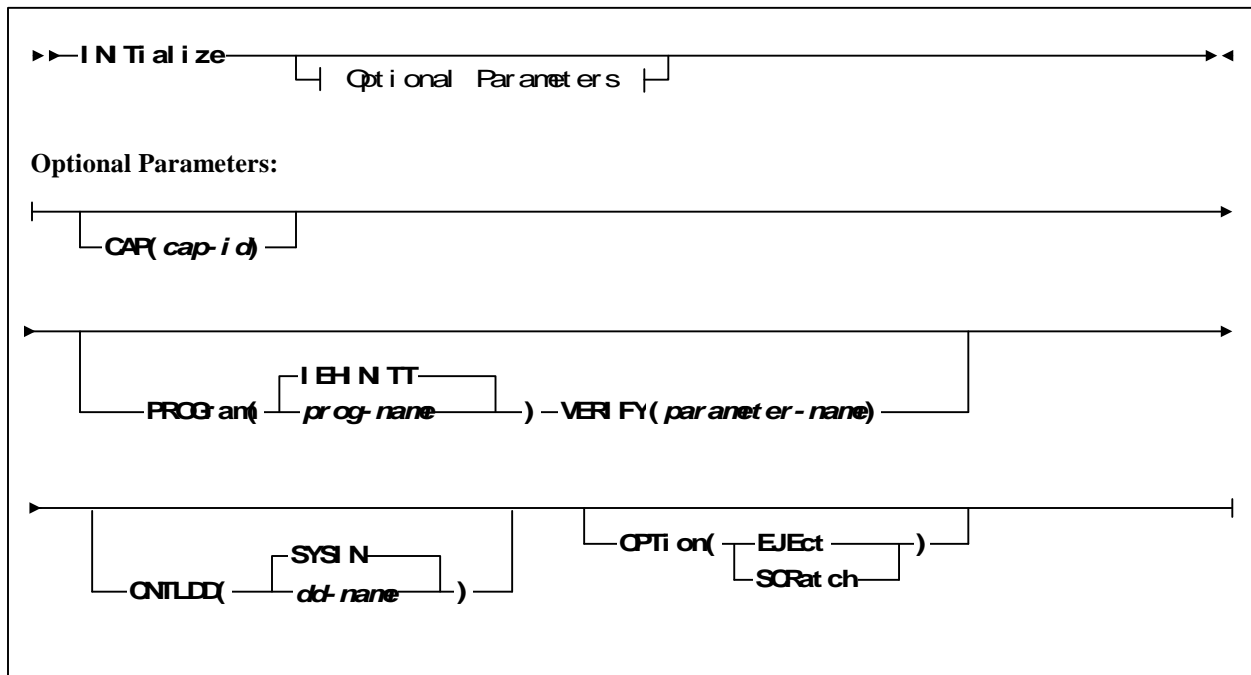 INITialize
Optional Parameters
Optional Parameters:
CAP(cap-id)
IEHINITT
PROGram( prog-name ) VERIFY(parameter-name)
OPTion( EJEct )
SCRatch
SYSIN
CNTLDD( dd-name )